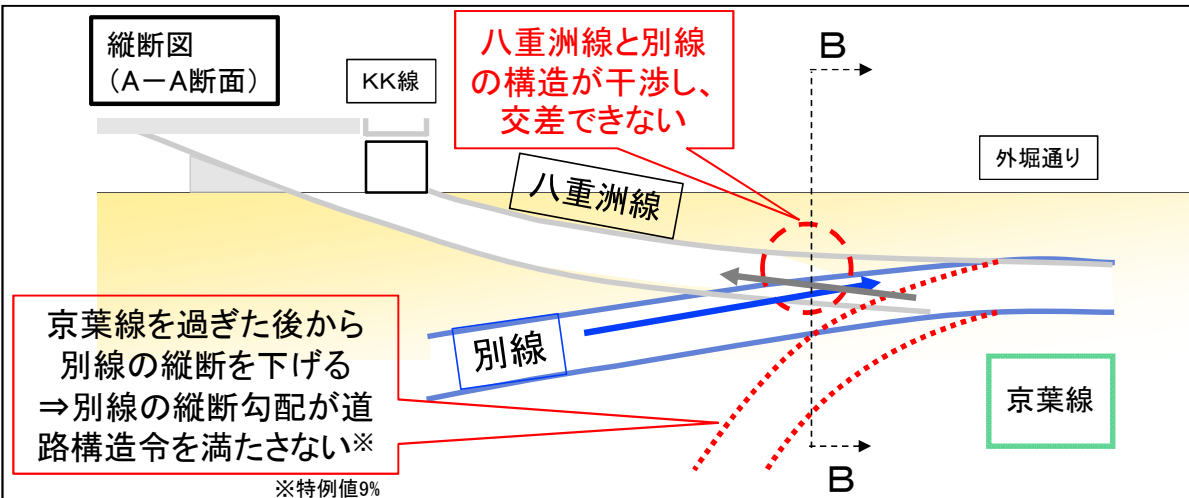 縦断図
(A-A断面)
KK線
八重洲線と別線
の構造が干渉し、
交差できない
B
外堀通り
八重洲線
京葉線を過ぎた後から
別線の縦断を下げる
⇒別線の縦断勾配が道
路構造令を満たさない※
※特例値9%
別線
京葉線
B